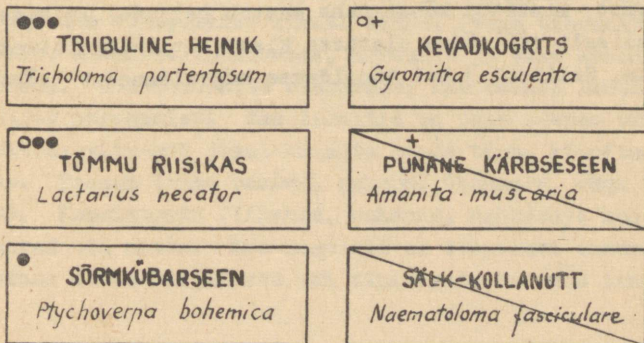 TRIIBULINE HEINIK
Tricholoma portentosum
KEVADKOGRITS
Gyromitra esculenta
TÕMMU RIISIKAS
Lactarius necator
PUNANE KÄRBSESEEN
Amanita muscaria
SÕRMKÜBARSEEN
Ptychoverpa bohemica
SÄLK-KOLLANUTT
Naematoloma fasciculare